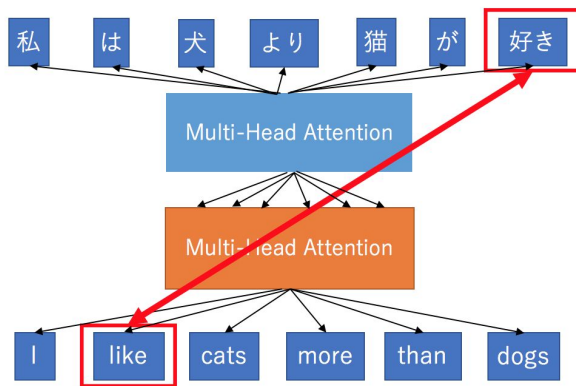 私 は 犬 より 猫 が 好き
Multi-Head Attention
Multi-Head Attention
I like cats more than dogs